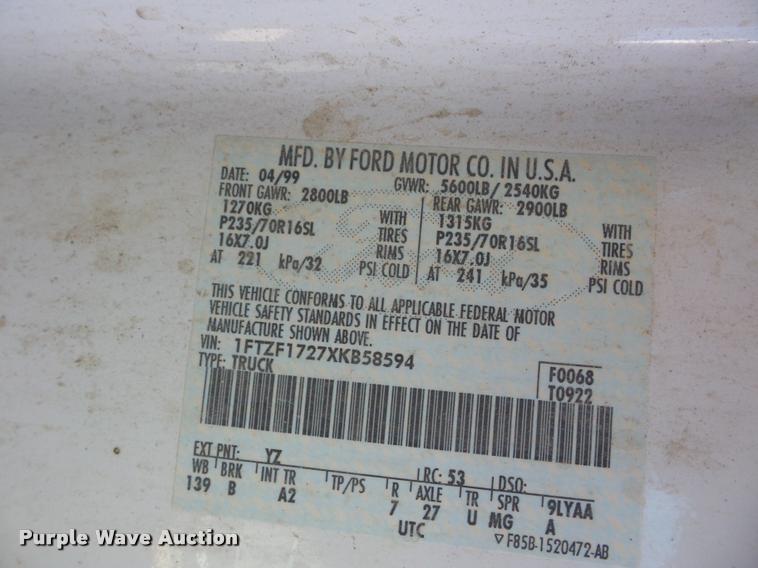 MFD. BY FORD MOTOR CO. IN U.S.A.
DATE: 04/99 GVWR: 5600LB/ 2540KG
FRONT GAWR: 2800LB REAR GAWR: 2900LB
1270KG WITH 1315KG WITH
P235/70R16SL TIRES P235/70R16SL TIRES
16X7.0J RIMS 16X7.0J RIMS
AT 221 kPa/32 PSI COLD AT 241 kPa/35 PSI COLD
THIS VEHICLE CONFORMS TO ALL APPLICABLE FEDERAL MOTOR
VEHICLE SAFETY STANDARDS IN EFFECT ON THE DATE OF
MANUFACTURE SHOWN ABOVE.
VIN: 1FTZF1727XKB58594
TYPE: TRUCK
F0068
T0922
EXT PNT: YZ RC: 53 DSO:
WB BRK INT TR TP/PS R AXLE TR SPR 9LYAA
139 B A2 7 27 U MG A
UTC
▽ F85B-1520472-AB
Purple Wave Auction